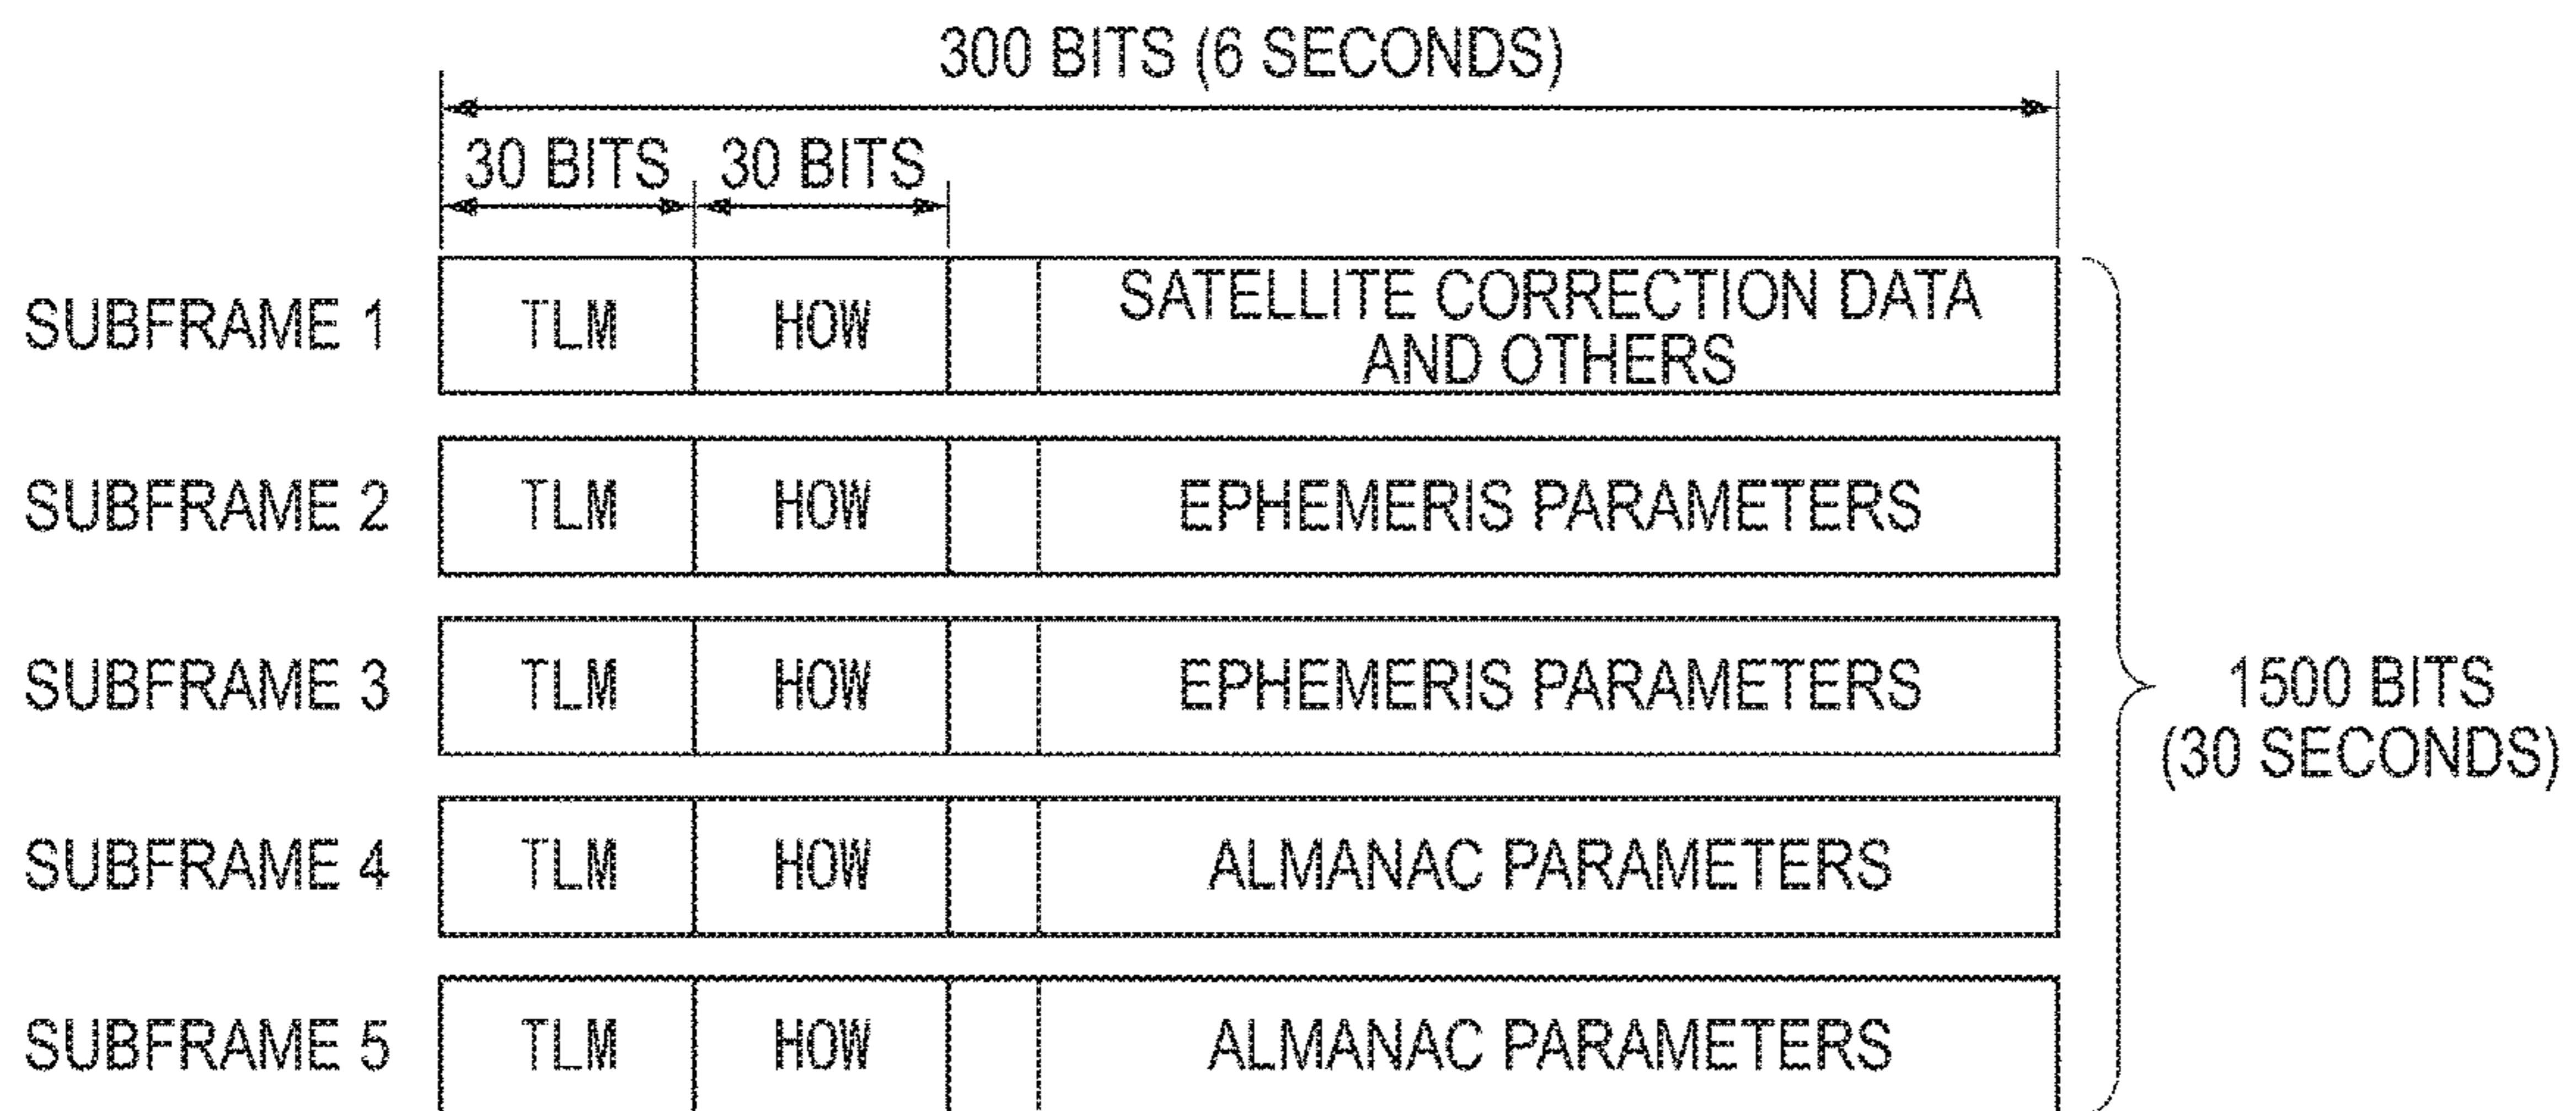 300 BITS (6 SECONDS)
30 BITS 30 BITS
SUBFRAME 1 TLM HOW SATELLITE CORRECTION DATA
AND OTHERS
SUBFRAME 2 TLM HOW EPHEMERIS PARAMETERS
SUBFRAME 3 TLM HOW EPHEMERIS PARAMETERS
1500 BITS
(30 SECONDS)
SUBFRAME 4 TLM HOW ALMANAC PARAMETERS
SUBFRAME 5 TLM HOW ALMANAC PARAMETERS